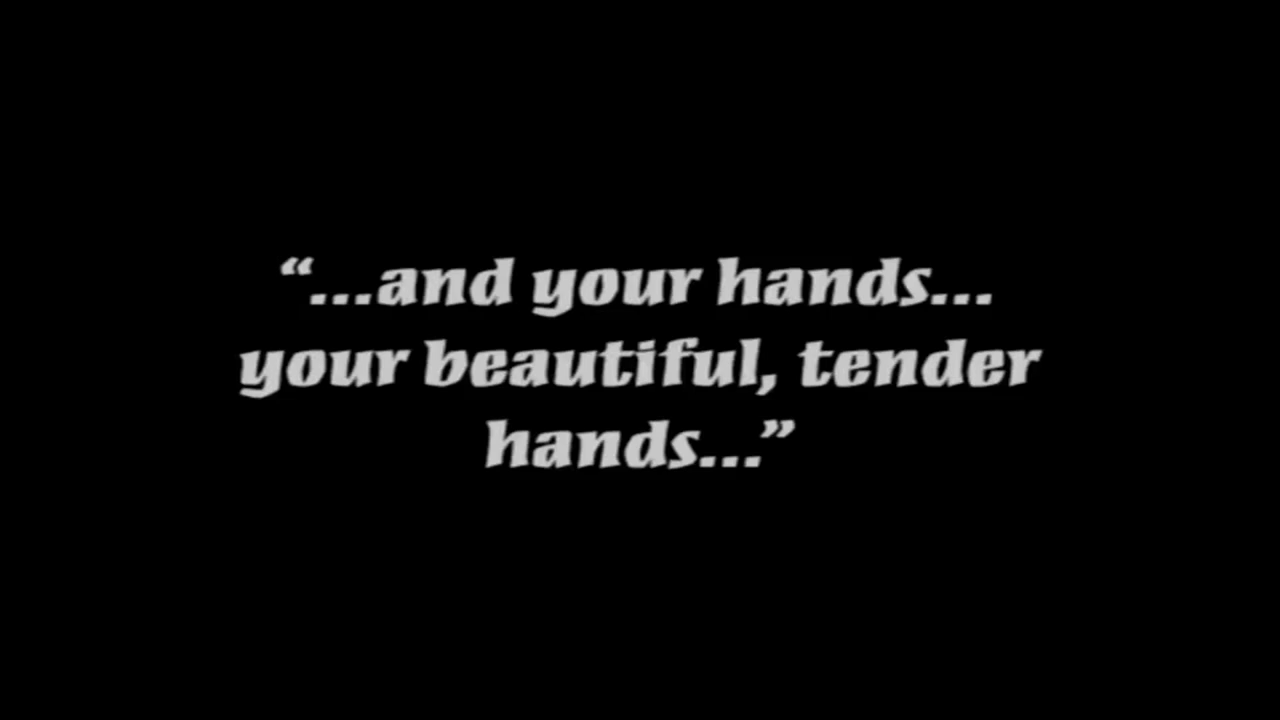 “...and your hands...
your beautiful, tender
hands...”